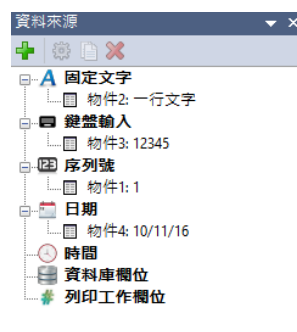 資料來源
固定文字
物件2: 一行文字
鍵盤輸入
物件3: 12345
序列號
物件1: 1
日期
物件4: 10/11/16
時間
資料庫欄位
列印工作欄位